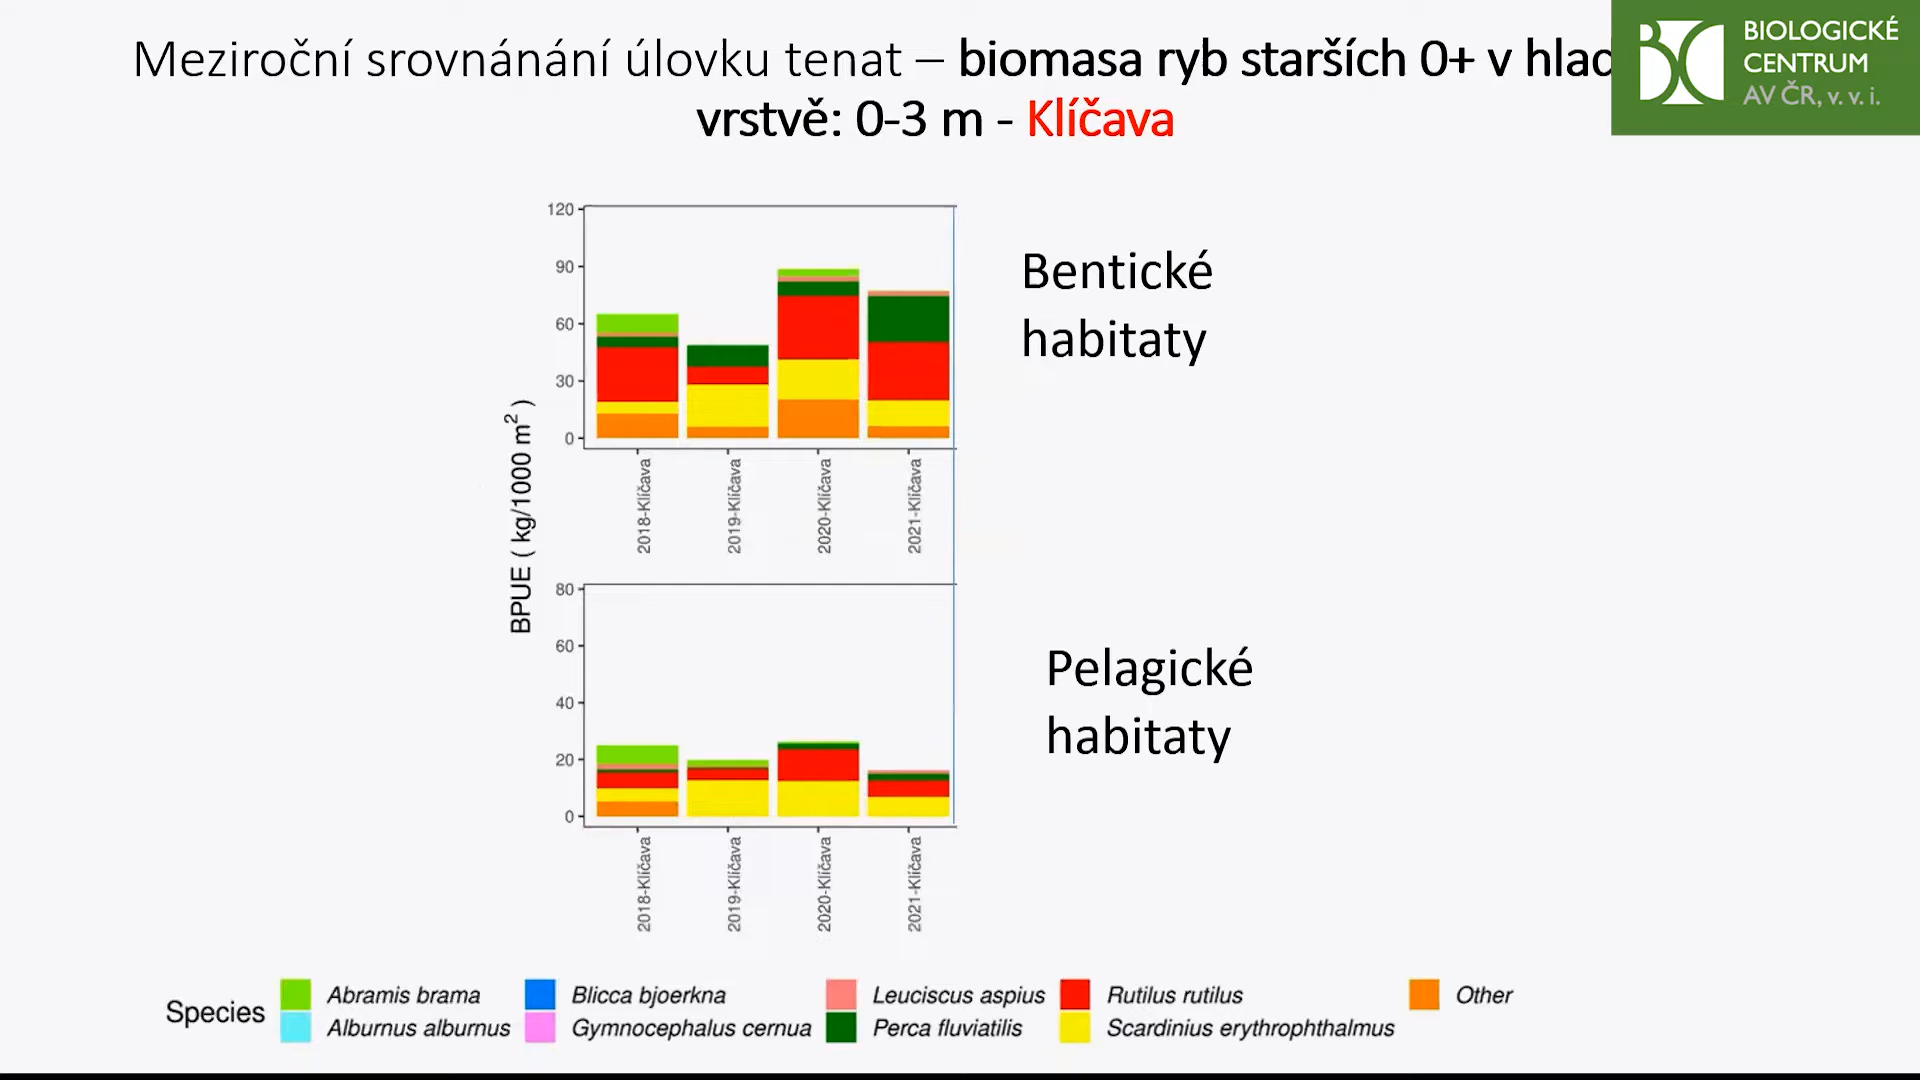 Meziroční srovnánání úlovku tenat – biomasa ryb starších 0+ v hlad
vrstvě: 0-3 m - Klíčava
BIOLOGICKÉ
CENTRUM
AV ČR, v. v. i.
BPUE ( kg/1000 m² )
120
90
60
30
0
2018-Klíčava
2019-Klíčava
2020-Klíčava
2021-Klíčava
Bentické
habitaty
80
60
40
20
0
2018-Klíčava
2019-Klíčava
2020-Klíčava
2021-Klíčava
Pelagické
habitaty
Species
Abramis brama
Blicca bjoerkna
Leuciscus aspius
Rutilus rutilus
Other
Alburnus alburnus
Gymnocephalus cernua
Perca fluviatilis
Scardinius erythrophthalmus